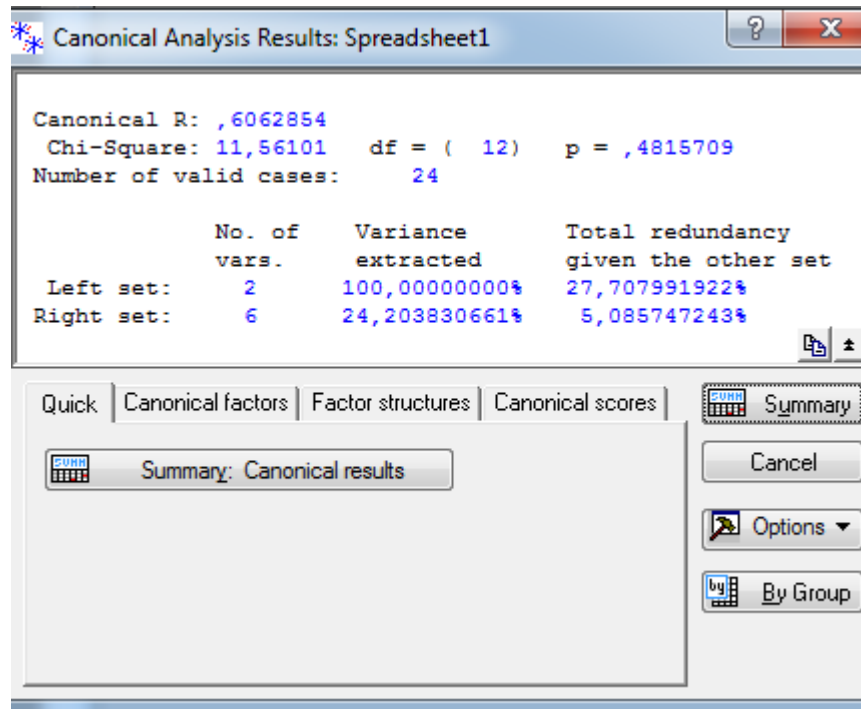 Canonical Analysis Results: Spreadsheet1
?
Canonical R: ,6062854
Chi-Square: 11,56101 df = ( 12) p = ,4815709
Number of valid cases: 24
No. of Variance Total redundancy
vars. extracted given the other set
Left set: 2 100,00000000% 27,707991922%
Right set: 6 24,203830661% 5,085747243%
Quick Canonical factors Factor structures Canonical scores
SUMM Summary
SUMM Summary: Canonical results
Cancel
Options
by By Group